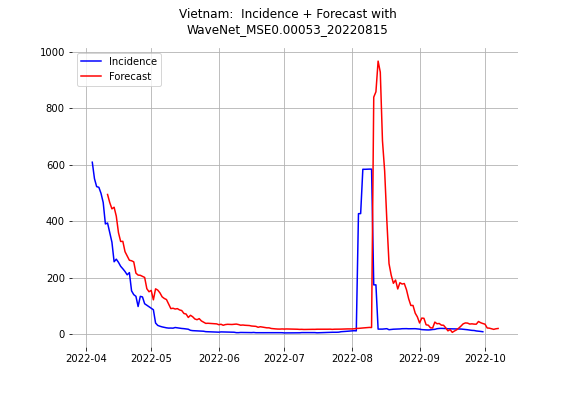 Vietnam: Incidence + Forecast with
WaveNet_MSE0.00053_20220815
1000
800
600
400
200
0
Incidence
Forecast
2022-04 2022-05 2022-06 2022-07 2022-08 2022-09 2022-10